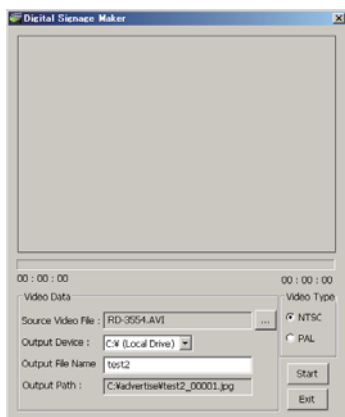 Digital Signage Maker
00 : 00 : 00
00 : 00 : 00
Video Data
Source Video File : RD-3554.AVI ...
Output Device : C:¥ (Local Drive)
Output File Name test2
Output Path : C:¥advertise¥test2_00001.jpg
Video Type
NTSC
PAL
Start
Exit